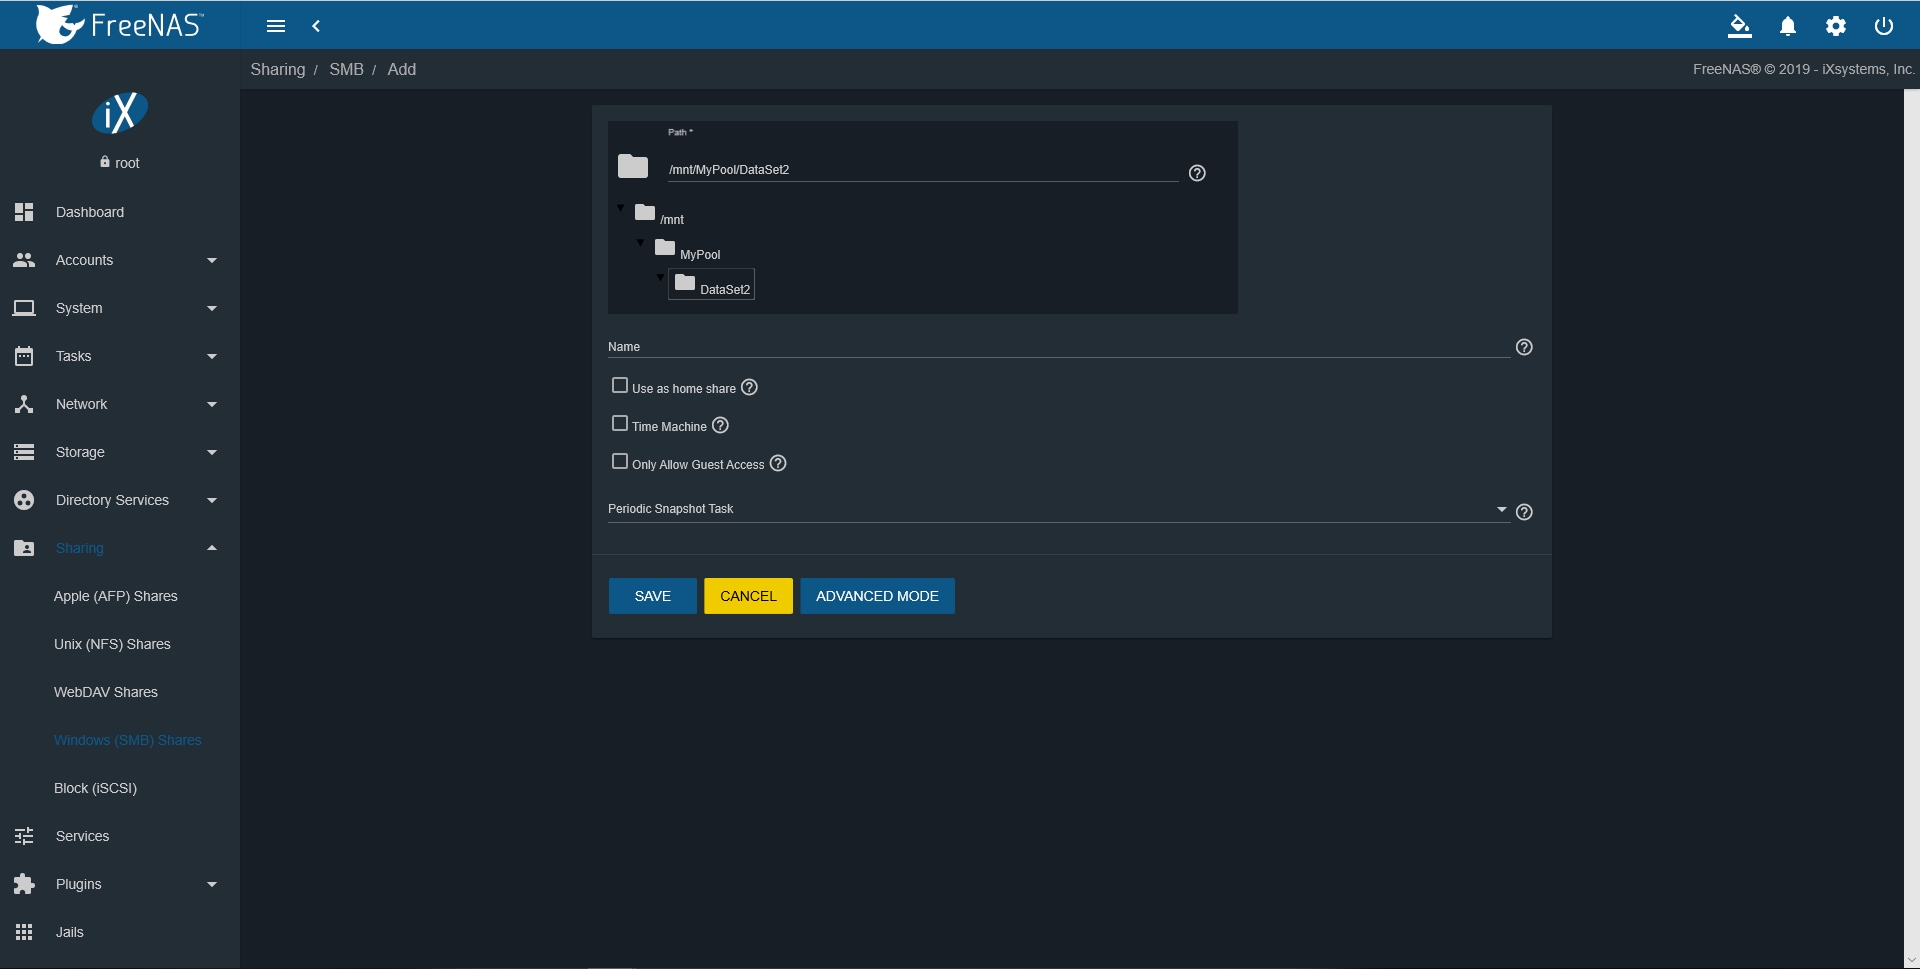 FreeNAS™
Sharing / SMB / Add
FreeNAS® © 2019 - iXsystems, Inc.
iX
root
Dashboard
Accounts
System
Tasks
Network
Storage
Directory Services
Sharing
Apple (AFP) Shares
Unix (NFS) Shares
WebDAV Shares
Windows (SMB) Shares
Block (iSCSI)
Services
Plugins
Jails
Path *
/mnt/MyPool/DataSet2
/mnt
MyPool
DataSet2
Name
Use as home share
Time Machine
Only Allow Guest Access
Periodic Snapshot Task
SAVE CANCEL ADVANCED MODE